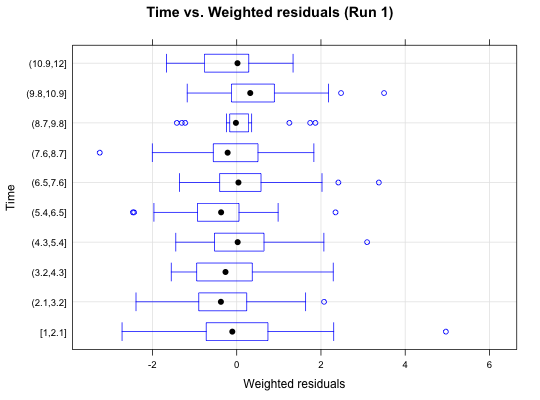 Time vs. Weighted residuals (Run 1)
(10.9,12]
(9.8,10.9]
(8.7,9.8]
(7.6,8.7]
(6.5,7.6]
(5.4,6.5]
(4.3,5.4]
(3.2,4.3]
(2.1,3.2]
[1,2.1]
Time
-2 0 2 4 6
Weighted residuals